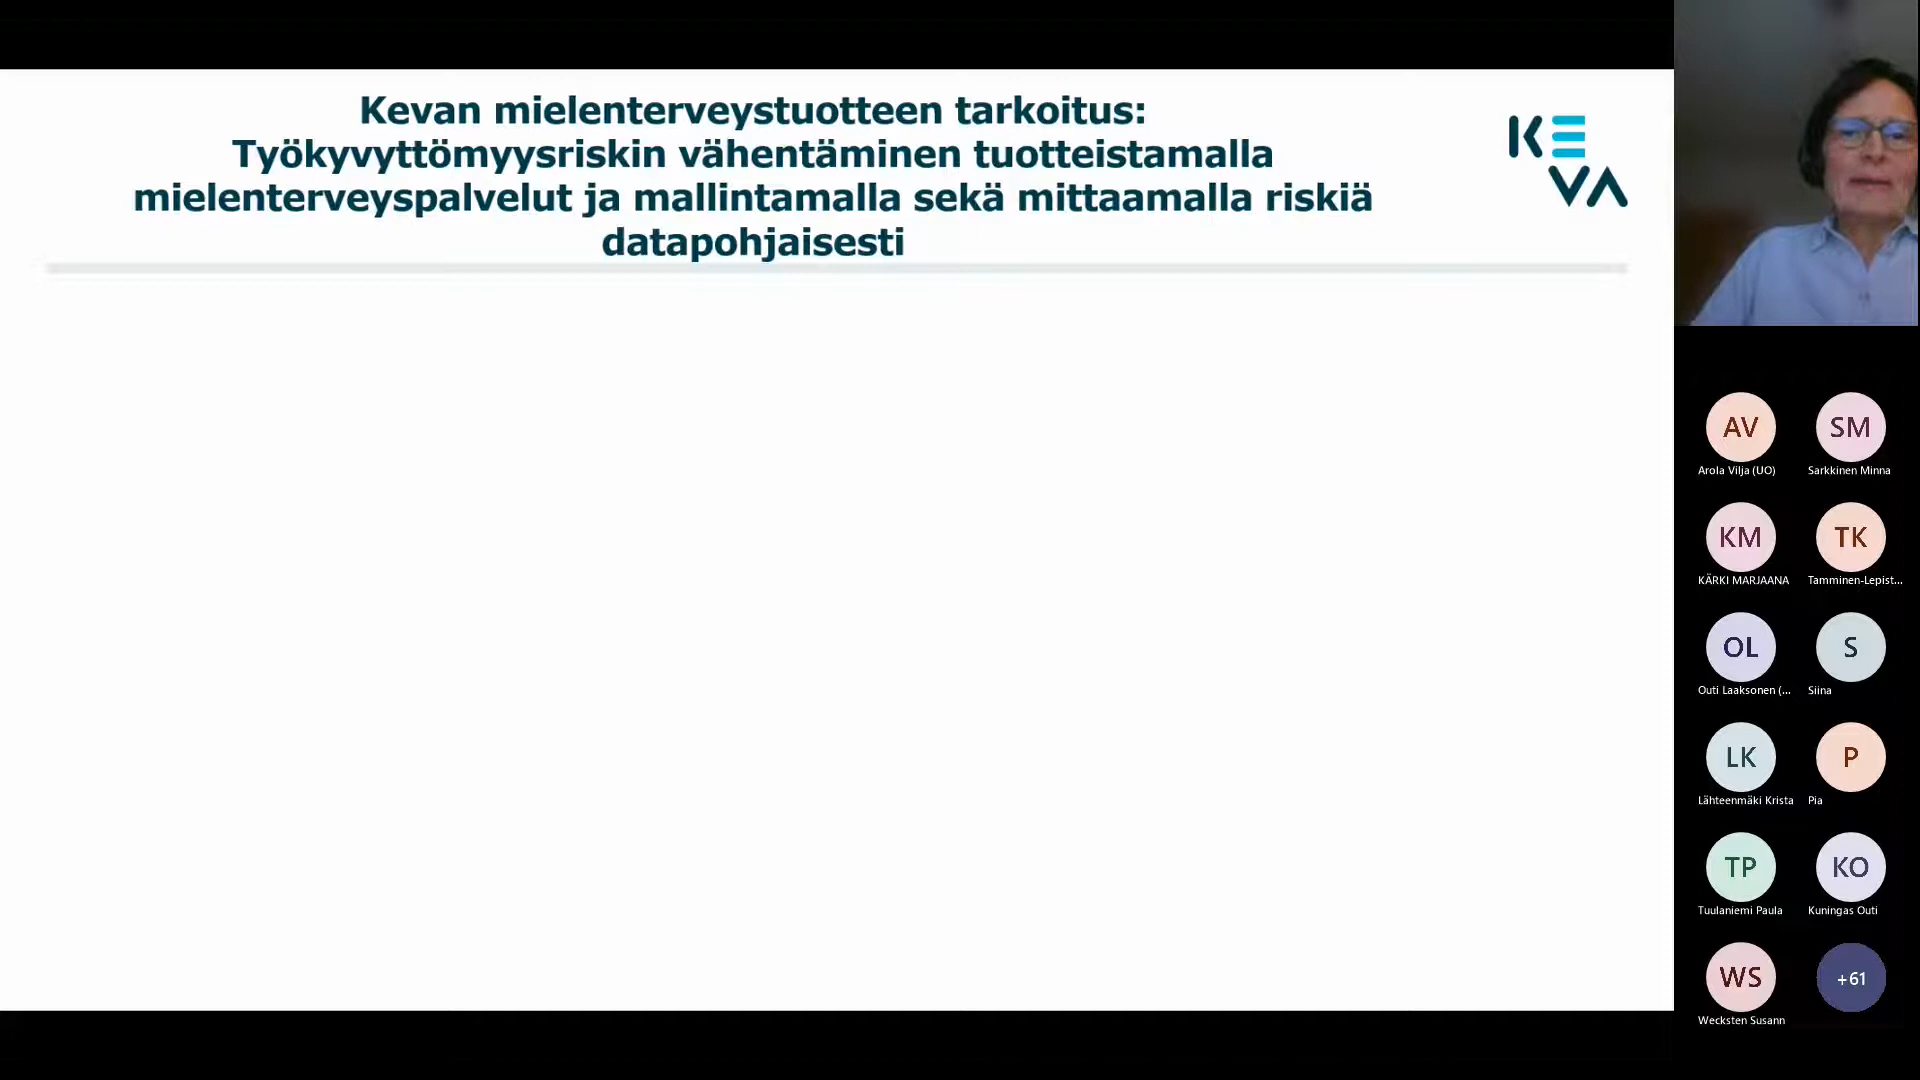 Kevan mielenterveystuotteen tarkoitus:
Työkyvyttömyysriskin vähentäminen tuotteistamalla
mielenterveyspalvelut ja mallintamalla sekä mittaamalla riskiä
datapohjaisesti
KEVA
AV
Arola Vilja (UO)
SM
Sarkkinen Minna
KM
KÄRKI MARJAANA
TK
Tamminen-Lepist...
OL
Outi Laaksonen (...
S
Siina
LK
Lähteenmäki Krista
P
Pia
TP
Tuulaniemi Paula
KO
Kuningas Outi
WS
Wecksten Susann
+61